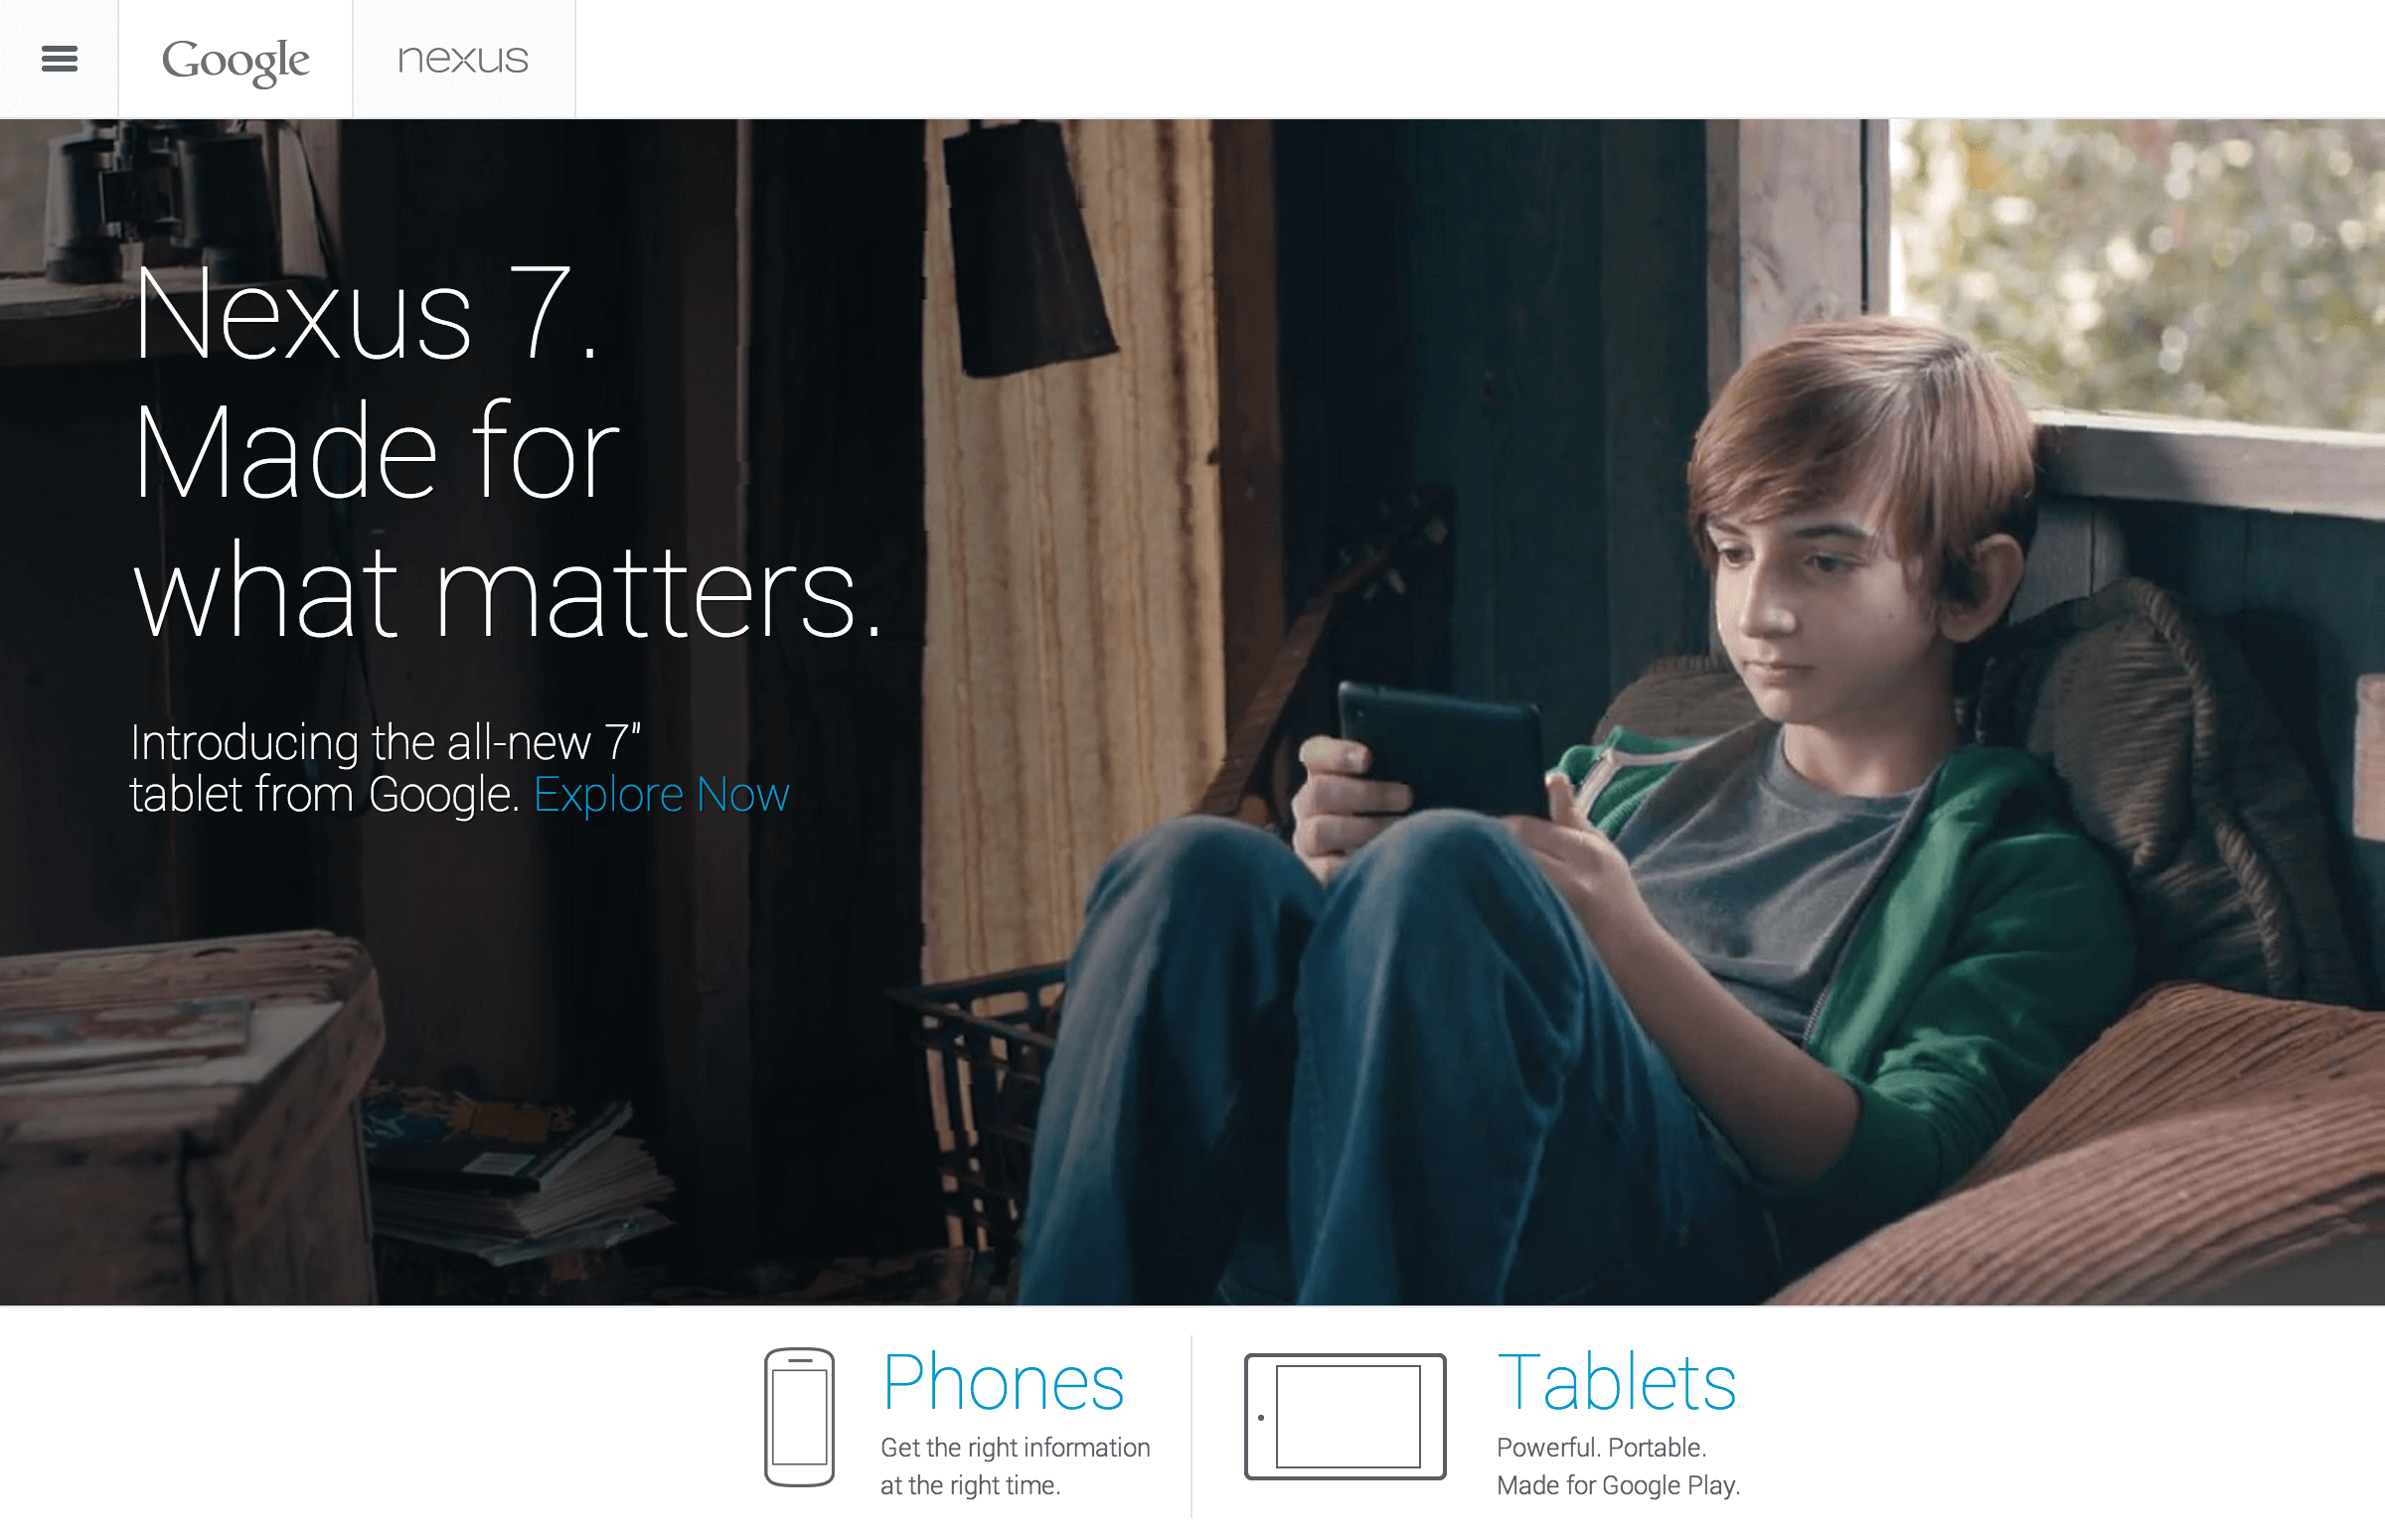 Google
nexus
Nexus 7.
Made for
what matters.
Introducing the all-new 7"
tablet from Google. Explore Now
Phones
Get the right information
at the right time.
Tablets
Powerful. Portable.
Made for Google Play.